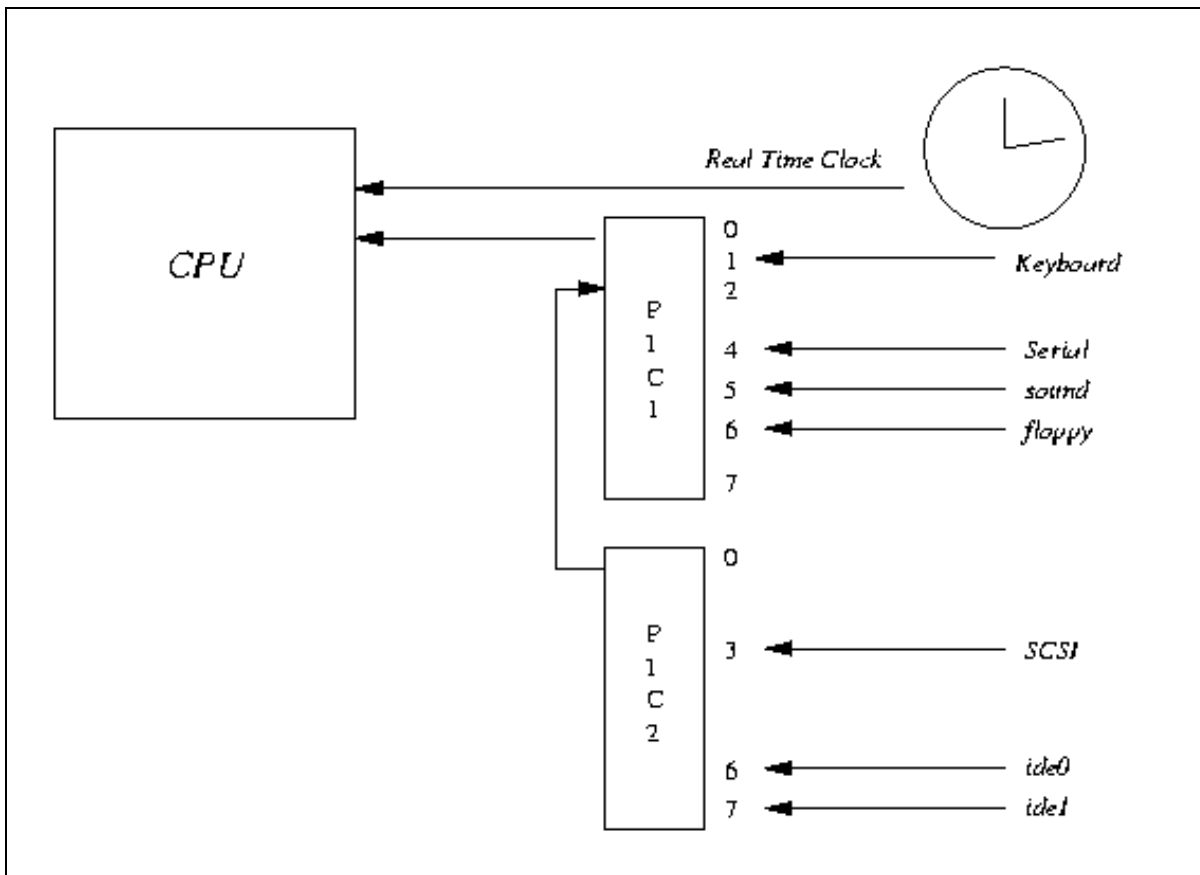 Real Time Clock
CPU
0
1
Keyboard
2
P
I
C
1
4
Serial
5
sound
6
floppy
7
0
P
I
C
2
3
SCSI
6
ide0
7
ide1